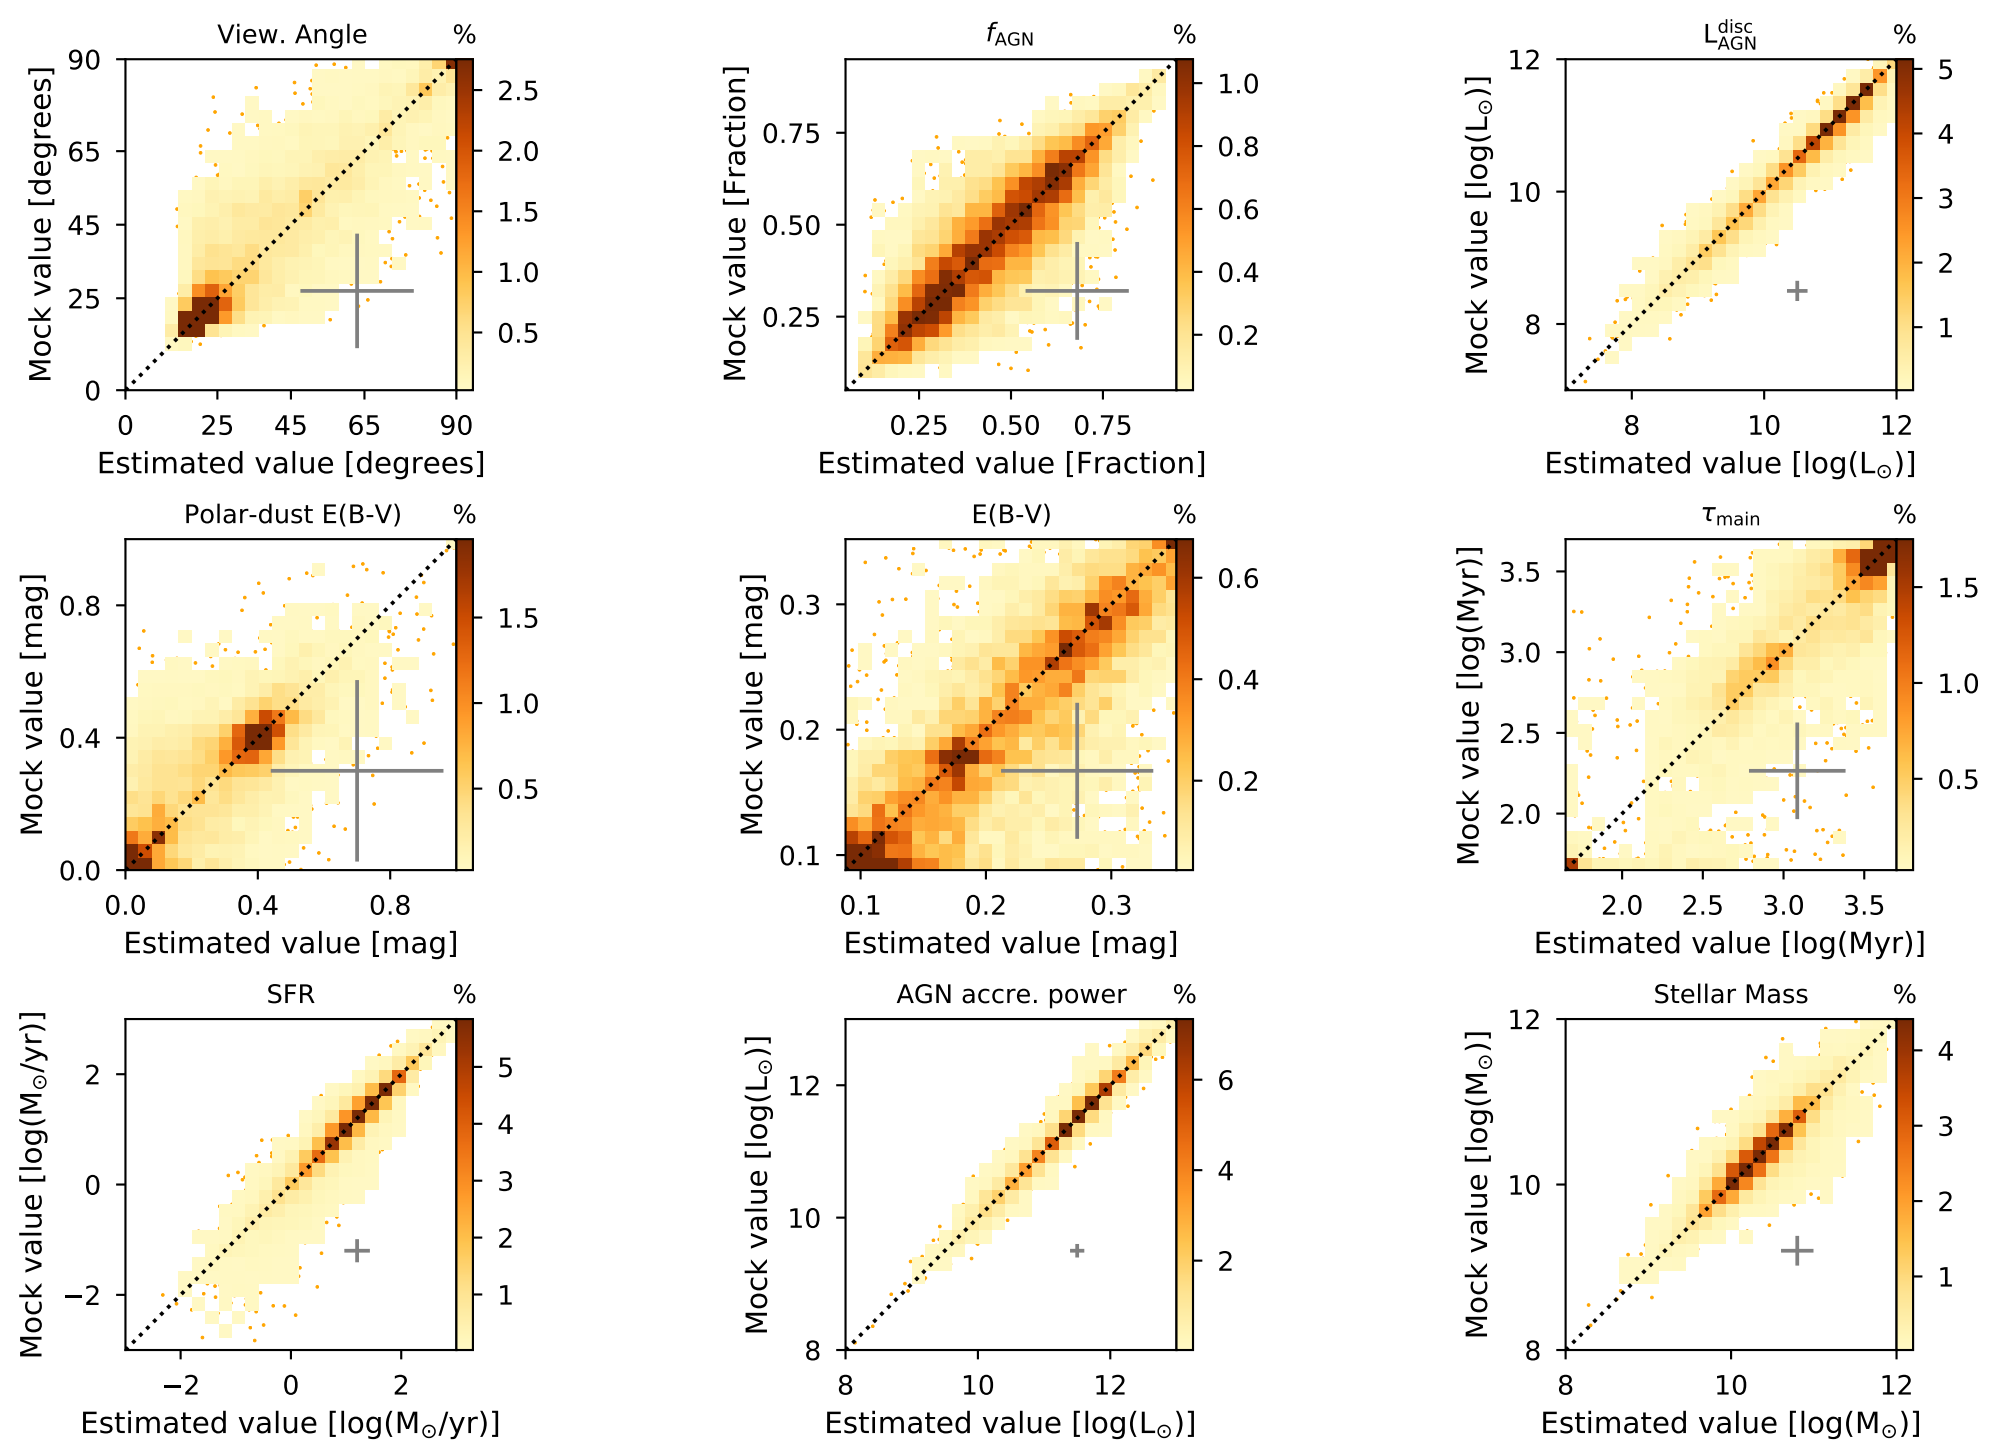 View. Angle %
90
65
45
25
0
Mock value [degrees]
0 25 45 65 90
Estimated value [degrees]
2.5
2.0
1.5
1.0
0.5
f_AGN %
0.75
0.50
0.25
Mock value [Fraction]
0.25 0.50 0.75
Estimated value [Fraction]
1.0
0.8
0.6
0.4
0.2
L_AGN^disc %
12
10
8
Mock value [log(L⊙)]
8 10 12
Estimated value [log(L⊙)]
5
4
3
2
1
Polar-dust E(B-V) %
0.8
0.4
0.0
Mock value [mag]
0.0 0.4 0.8
Estimated value [mag]
1.5
1.0
0.5
E(B-V) %
0.3
0.2
0.1
Mock value [mag]
0.1 0.2 0.3
Estimated value [mag]
0.6
0.4
0.2
τ_main %
3.5
3.0
2.5
2.0
Mock value [log(Myr)]
2.0 2.5 3.0 3.5
Estimated value [log(Myr)]
1.5
1.0
0.5
SFR %
2
0
−2
Mock value [log(M⊙/yr)]
−2 0 2
Estimated value [log(M⊙/yr)]
5
4
3
2
1
AGN accre. power %
12
10
8
Mock value [log(L⊙)]
8 10 12
Estimated value [log(L⊙)]
6
4
2
Stellar Mass %
12
10
8
Mock value [log(M⊙)]
8 10 12
Estimated value [log(M⊙)]
4
3
2
1